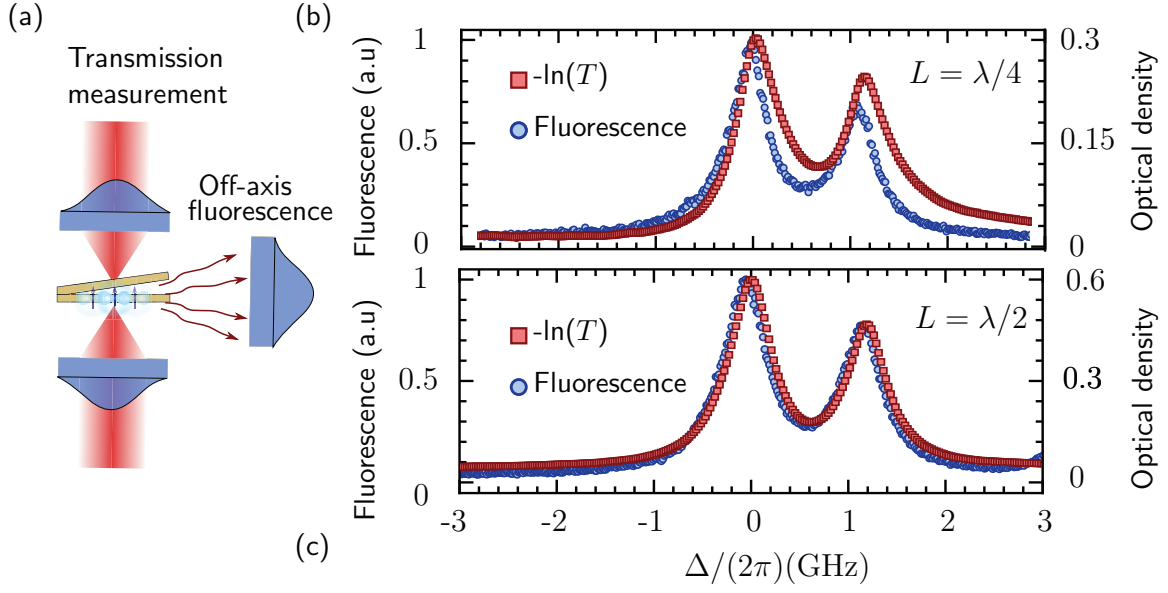 (a)
Transmission
measurement
Off-axis
fluorescence
(b)
Fluorescence (a.u)
1
0.5
0
-ln(T)
Fluorescence
L = λ/4
0.3
0.15
0
Optical density
Fluorescence (a.u)
1
0.5
0
-ln(T)
Fluorescence
L = λ/2
0.6
0.3
0
Optical density
-3 -2 -1 0 1 2 3
(c)
Δ/(2π)(GHz)